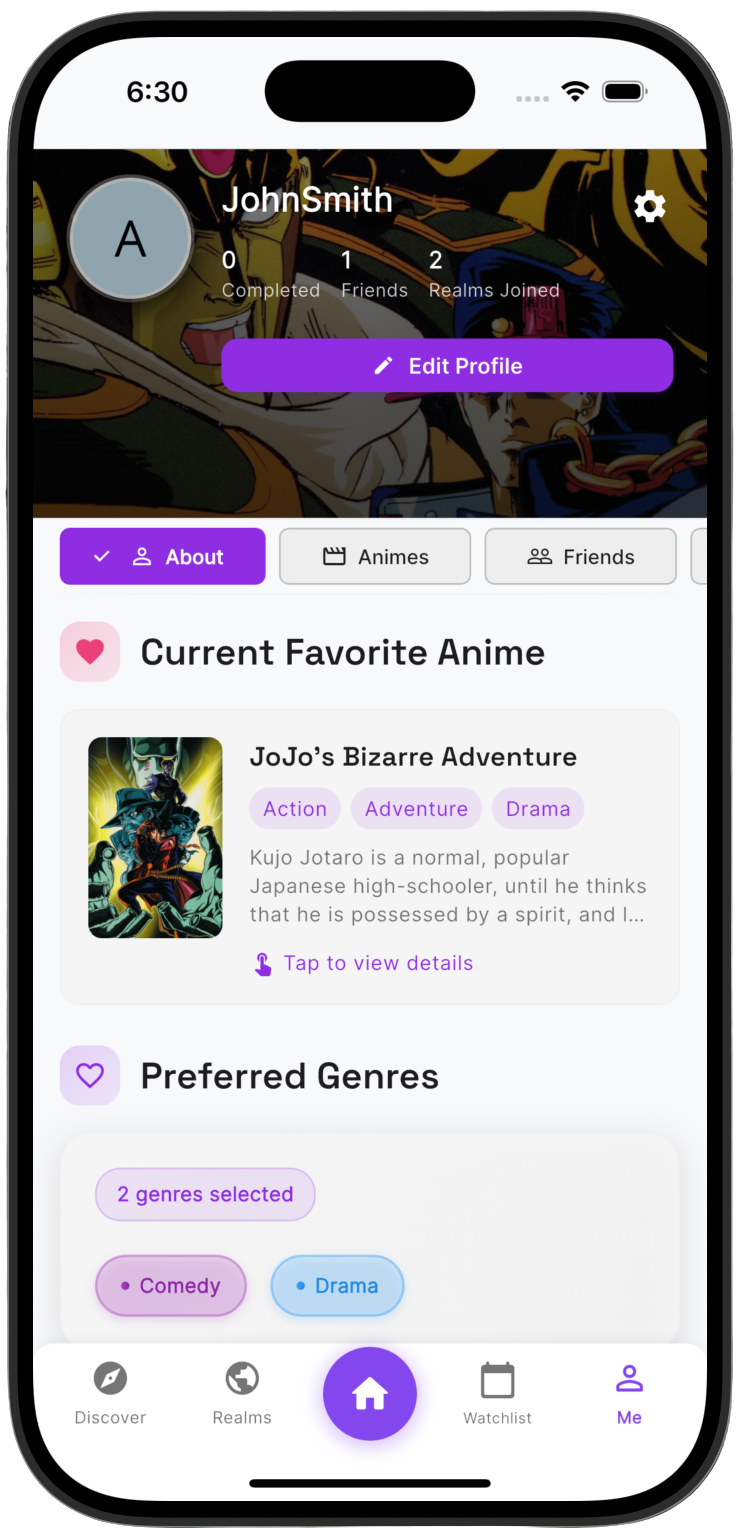 6:30
A
JohnSmith
0 1 2
Completed Friends Realms Joined
Edit Profile
About Animes Friends
Current Favorite Anime
JoJo's Bizarre Adventure
Action Adventure Drama
Kujo Jotaro is a normal, popular
Japanese high-schooler, until he thinks
that he is possessed by a spirit, and l...
Tap to view details
Preferred Genres
2 genres selected
• Comedy • Drama
Discover Realms Watchlist Me